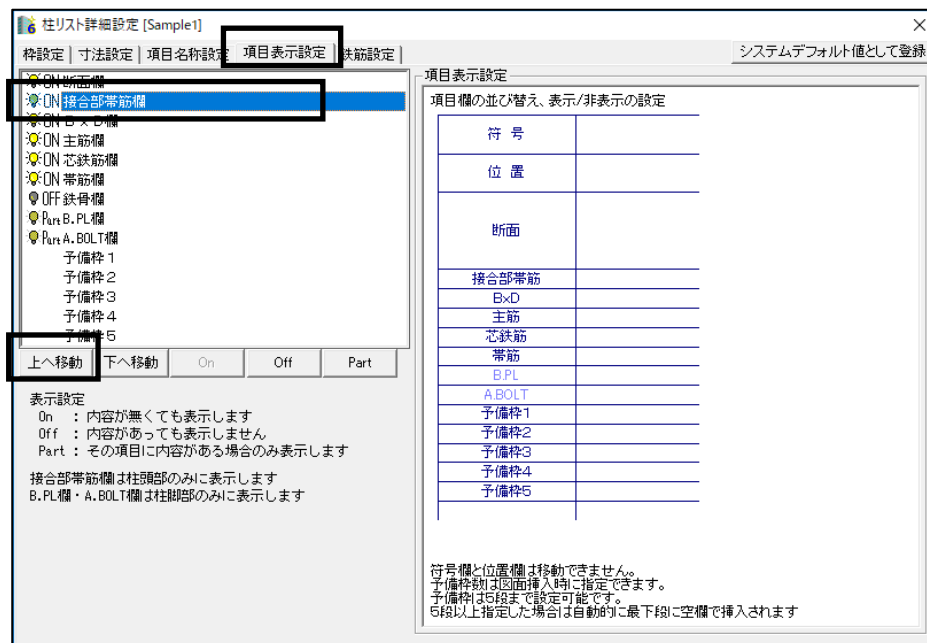 柱リスト詳細設定 [Sample1]
枠設定 寸法設定 項目名称設定 項目表示設定 鉄筋設定 システムデフォルト値として登録
ON 断面欄
ON 接合部帯筋欄
ON B×D欄
ON 主筋欄
ON 芯鉄筋欄
ON 帯筋欄
OFF 鉄骨欄
Part B.PL欄
Part A.BOLT欄
予備枠1
予備枠2
予備枠3
予備枠4
予備枠5
上へ移動 下へ移動 On Off Part
表示設定
On : 内容が無くても表示します
Off : 内容があっても表示しません
Part : その項目に内容がある場合のみ表示します
接合部帯筋欄は柱頭部のみに表示します
B.PL欄・A.BOLT欄は柱脚部のみに表示します
項目表示設定
項目欄の並び替え、表示/非表示の設定
符 号
位 置
断面
接合部帯筋
B×D
主筋
芯鉄筋
帯筋
B.PL
A.BOLT
予備枠1
予備枠2
予備枠3
予備枠4
予備枠5
符号欄と位置欄は移動できません。
予備枠数は図面挿入時に指定できます。
予備枠は5段まで設定可能です。
5段以上指定した場合は自動的に最下段に空欄で挿入されます